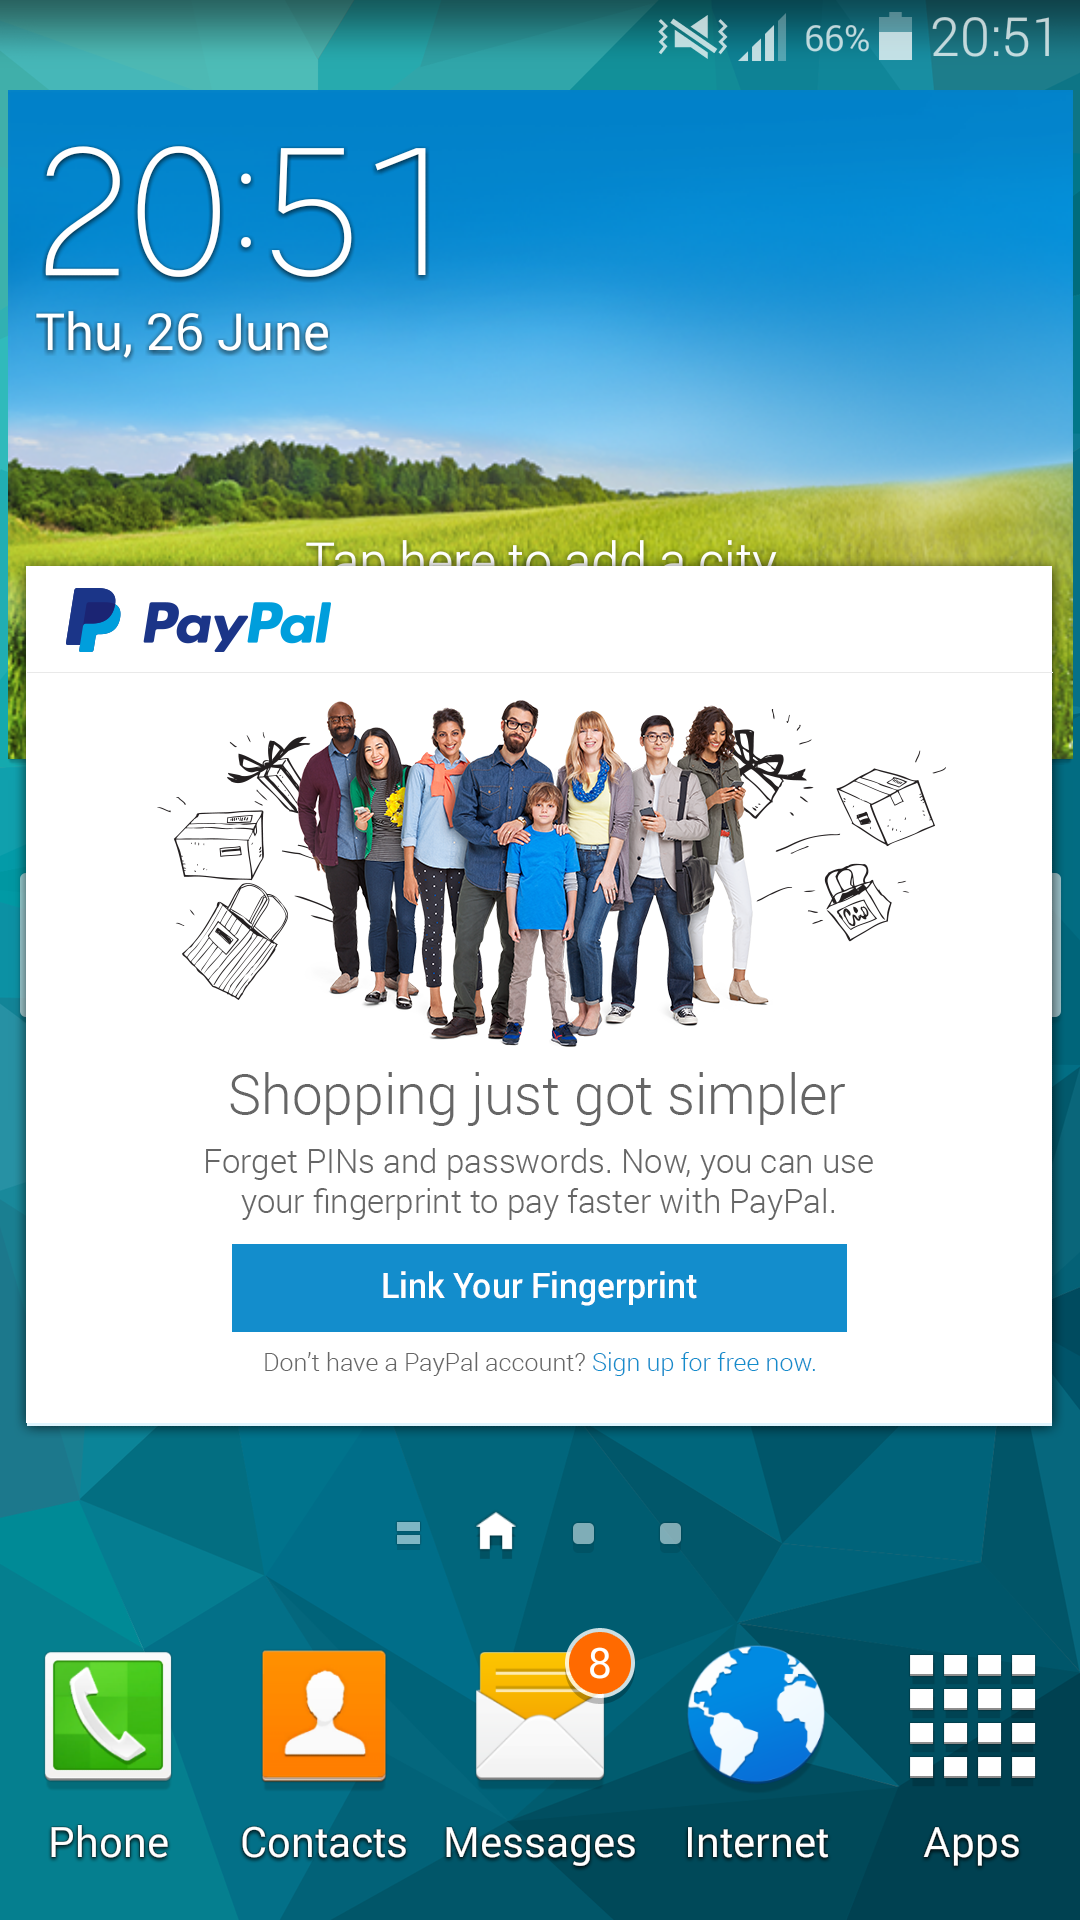 66% 20:51
20:51
Thu, 26 June
Tap here to add a city
PayPal
Shopping just got simpler
Forget PINs and passwords. Now, you can use
your fingerprint to pay faster with PayPal.
Link Your Fingerprint
Don't have a PayPal account? Sign up for free now.
8
Phone Contacts Messages Internet Apps